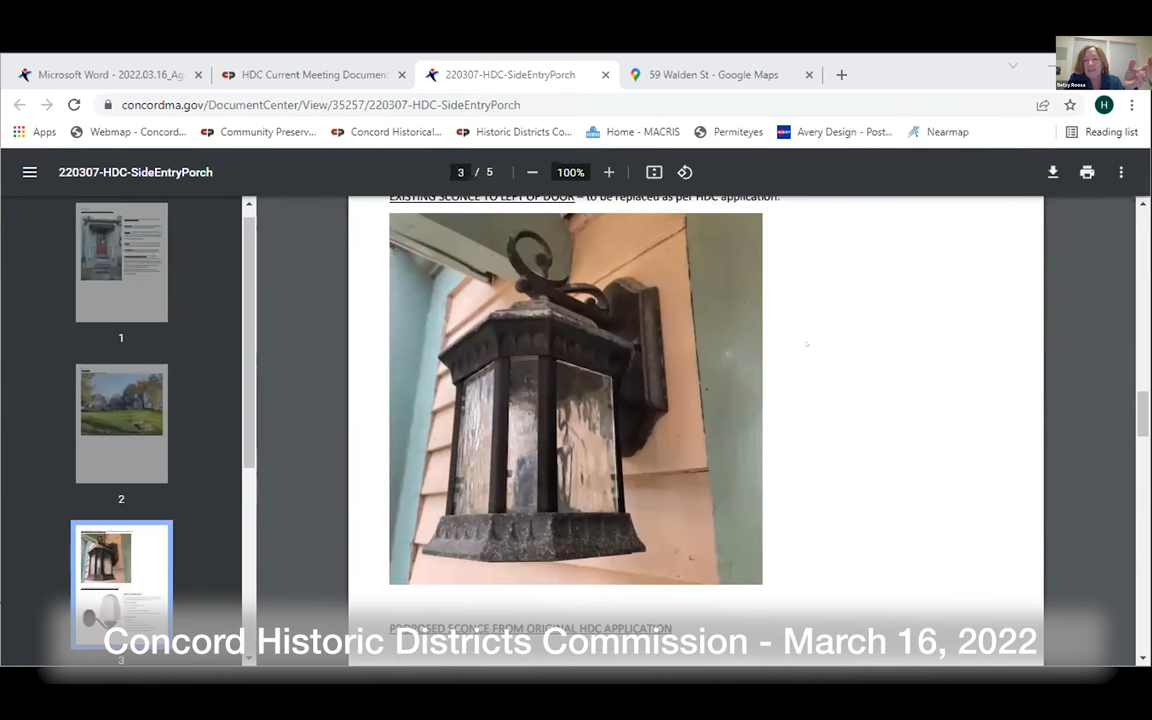 Microsoft Word - 2022.03.16_Ag
HDC Current Meeting Document
220307-HDC-SideEntryPorch
59 Walden St - Google Maps
Betsy Roosa
concordma.gov/DocumentCenter/View/35257/220307-HDC-SideEntryPorch
H
Apps
Webmap - Concord...
Community Preserv...
Concord Historical...
Historic Districts Co...
Home - MACRIS
Permiteyes
Avery Design - Post...
Nearmap
Reading list
220307-HDC-SideEntryPorch
3 / 5
100%
EXISTING SCONCE TO LEFT OF DOOR – to be replaced as per HDC application.
1
2
3
PROPOSED SCONCE FROM ORIGINAL HDC APPLICATION
Concord Historic Districts Commission - March 16, 2022